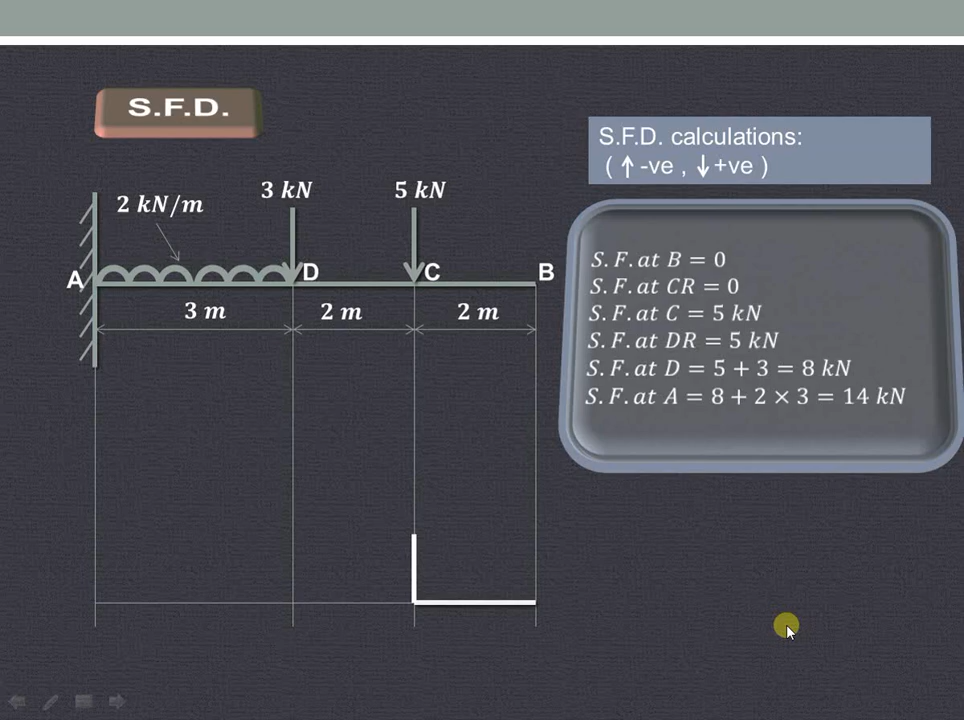 S.F.D.
S.F.D. calculations:
( ↑ -ve , ↓ +ve )
3 kN
5 kN
2 kN/m
A
D
C
B
3 m
2 m
2 m
S.F. at B = 0
S.F. at CR = 0
S.F. at C = 5 kN
S.F. at DR = 5 kN
S.F. at D = 5 + 3 = 8 kN
S.F. at A = 8 + 2 × 3 = 14 kN